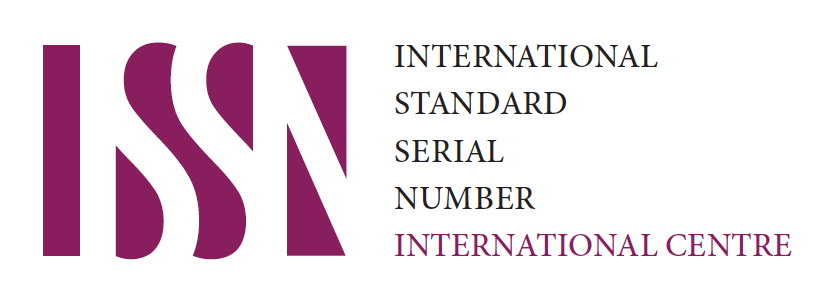 ISSN
INTERNATIONAL
STANDARD
SERIAL
NUMBER
INTERNATIONAL CENTRE